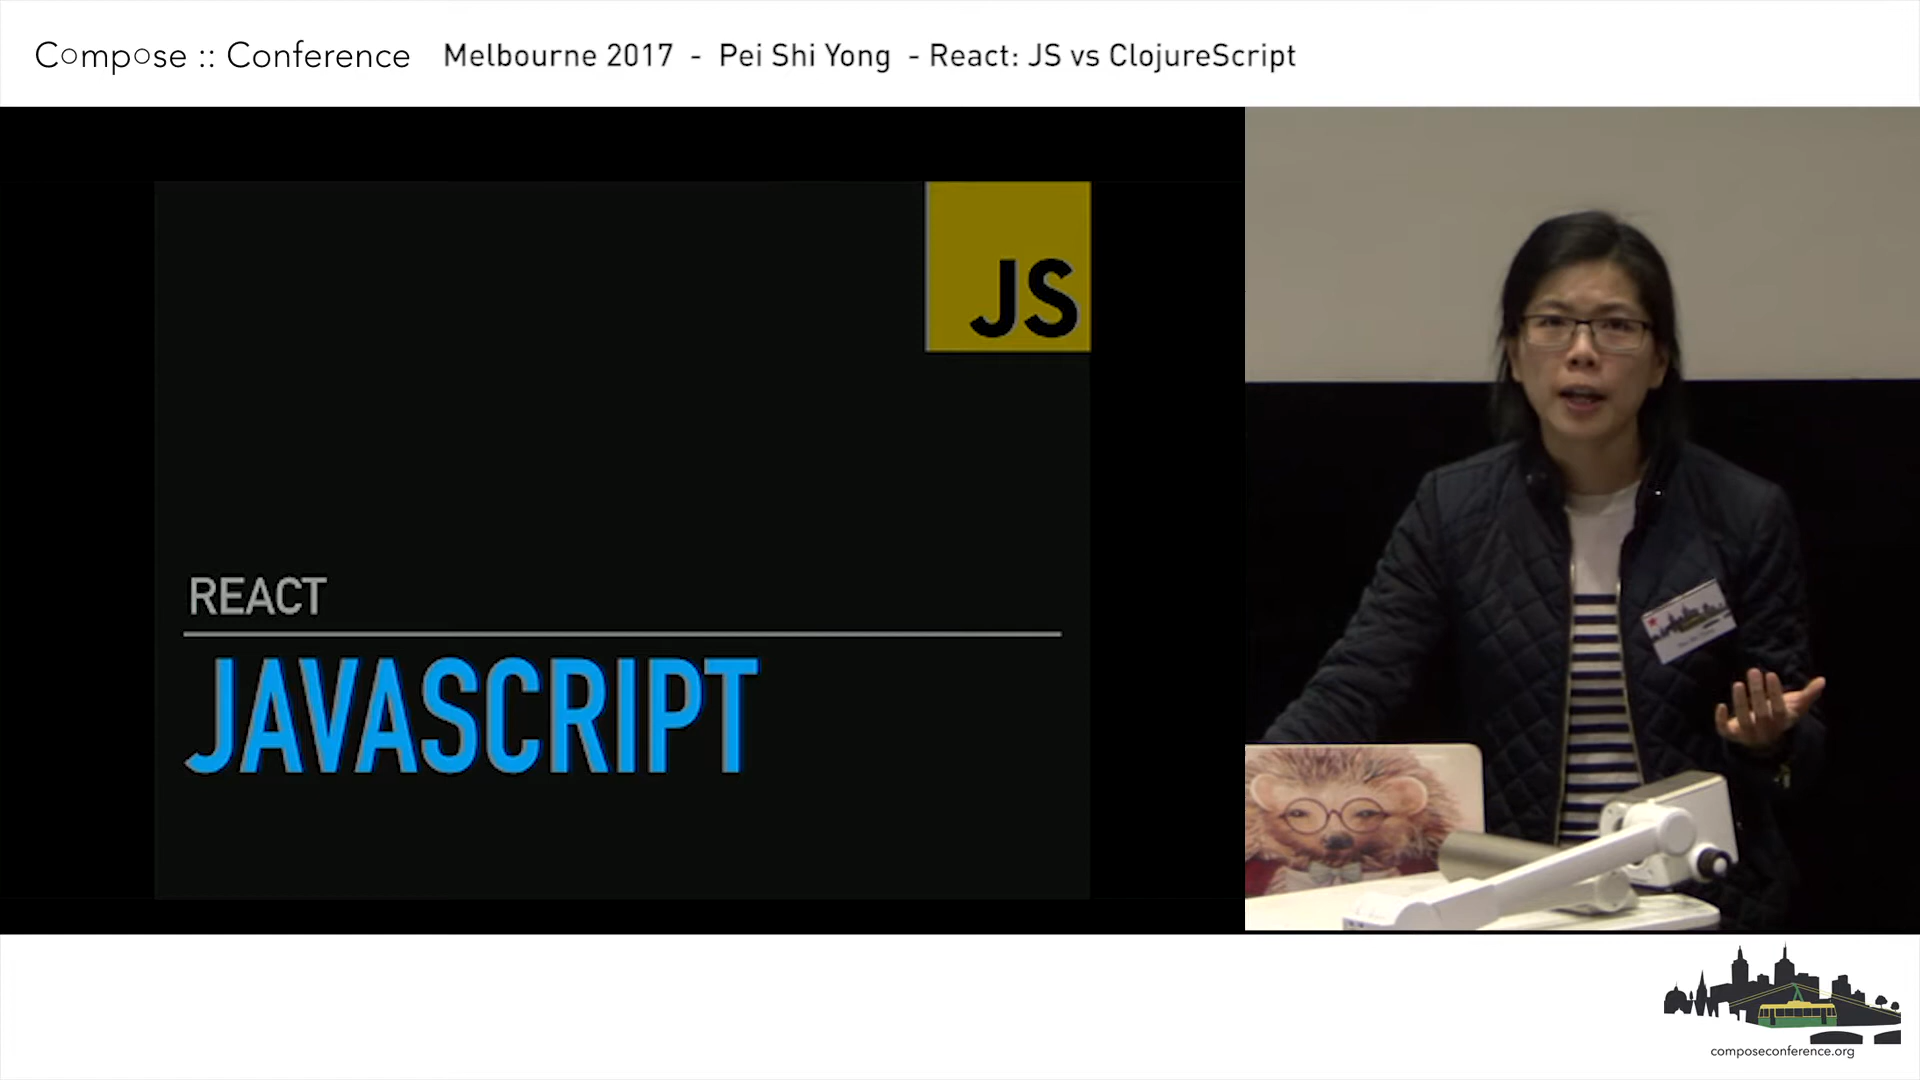 Compose :: Conference Melbourne 2017 - Pei Shi Yong - React: JS vs ClojureScript
JS
REACT
JAVASCRIPT
composeconference.org